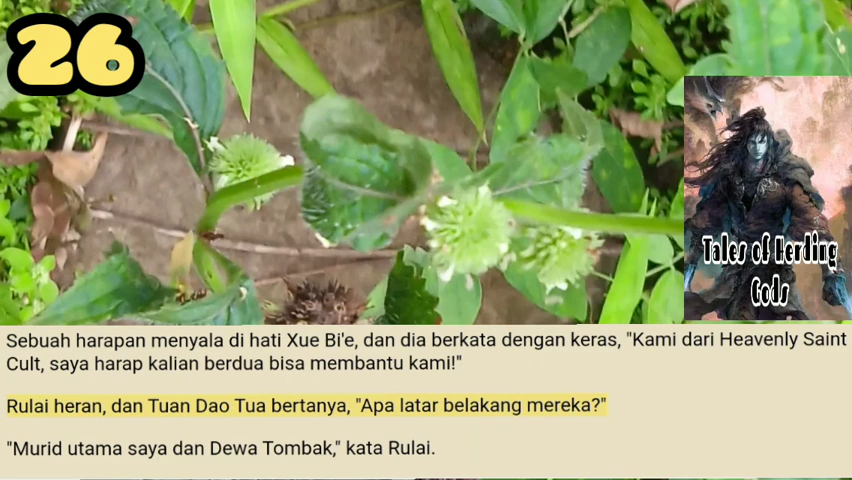 26
Tales of Herding
Gods
Sebuah harapan menyala di hati Xue Bi'e, dan dia berkata dengan keras, "Kami dari Heavenly Saint
Cult, saya harap kalian berdua bisa membantu kami!"
Rulai heran, dan Tuan Dao Tua bertanya, "Apa latar belakang mereka?"
"Murid utama saya dan Dewa Tombak," kata Rulai.